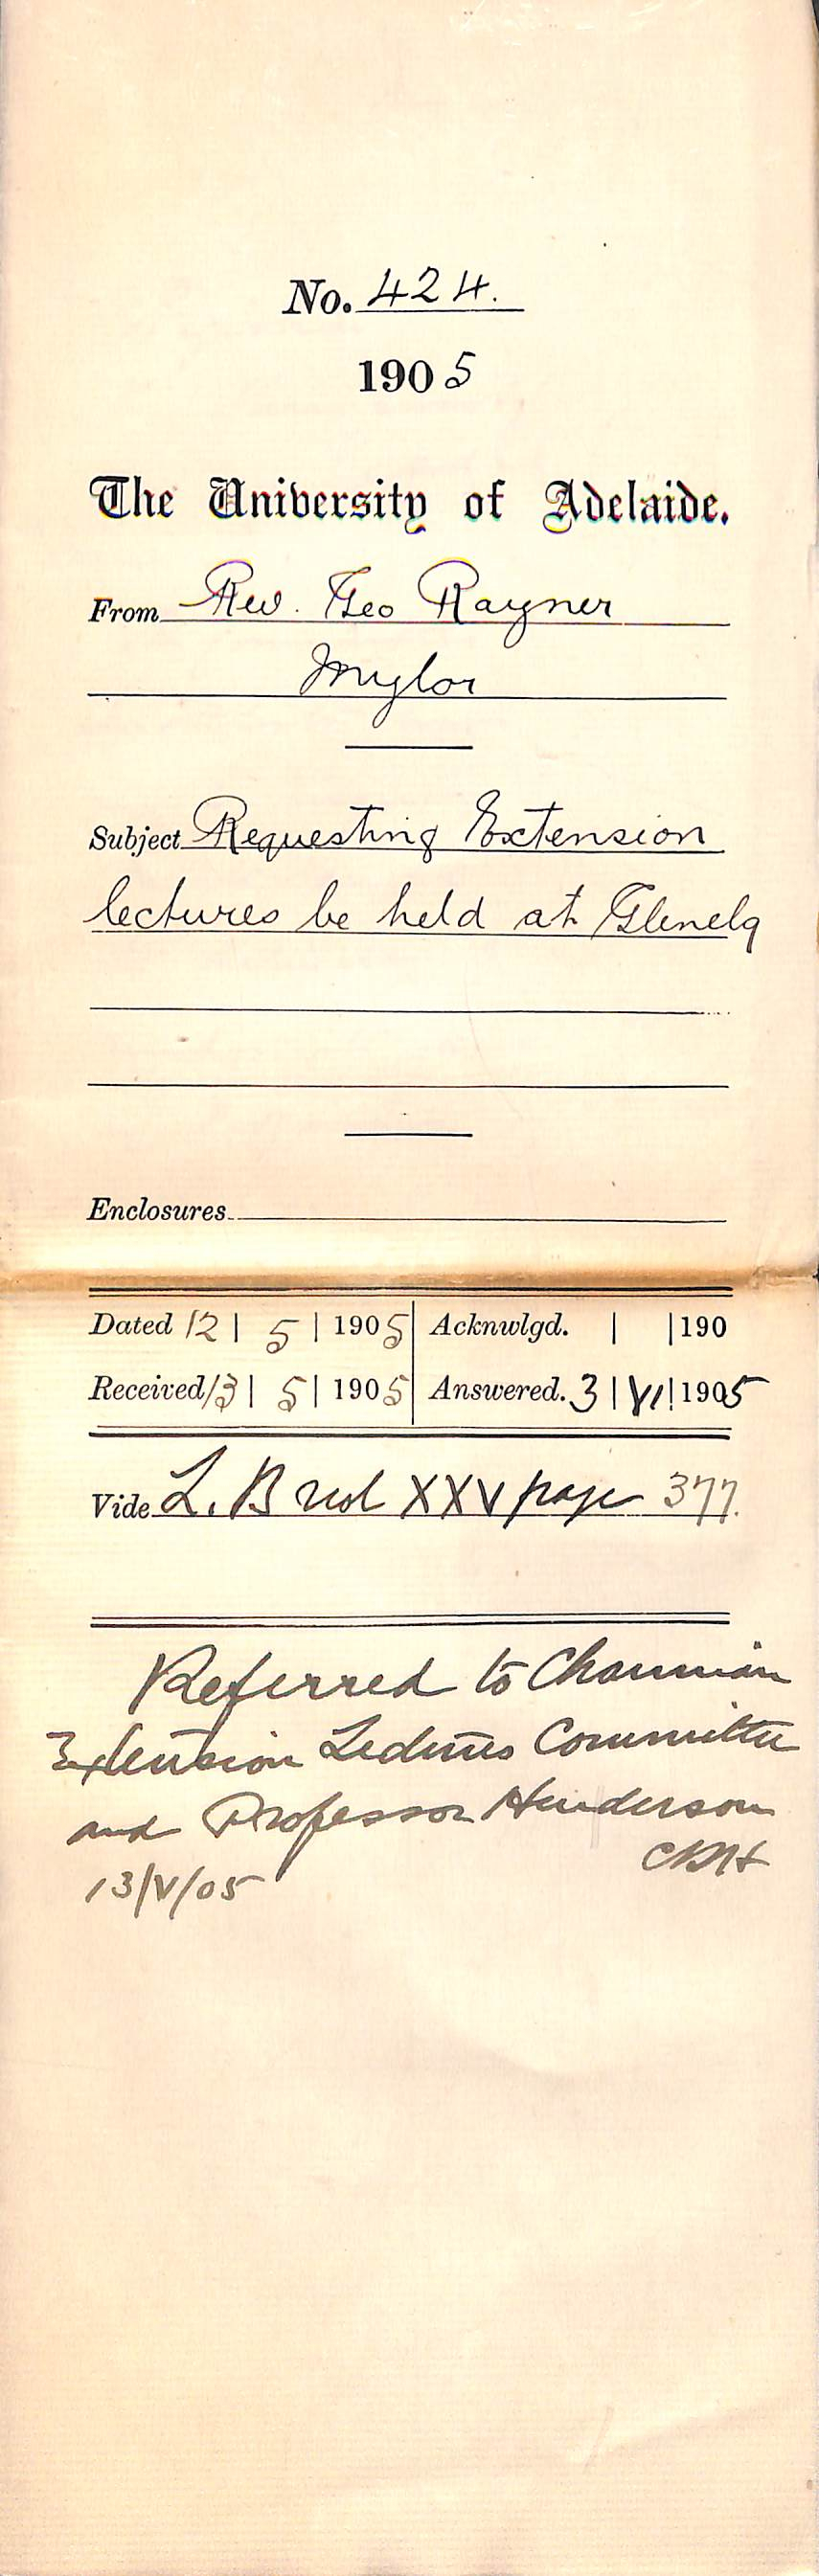 No. 424.
1905
The University of Adelaide.
From Rev. Geo Rayner
Mylor
Subject Requesting Extension
lectures be held at Glenelg
Enclosures
Dated 12 | 5 | 1905 Acknwlgd. | | 190
Received 13 | 5 | 1905 Answered. 3 | VI | 1905
Vide L. B vol XXV page 377.
Referred to Chairman
Extension Lectures Committee
and Professor Henderson
CRH
13/V/05